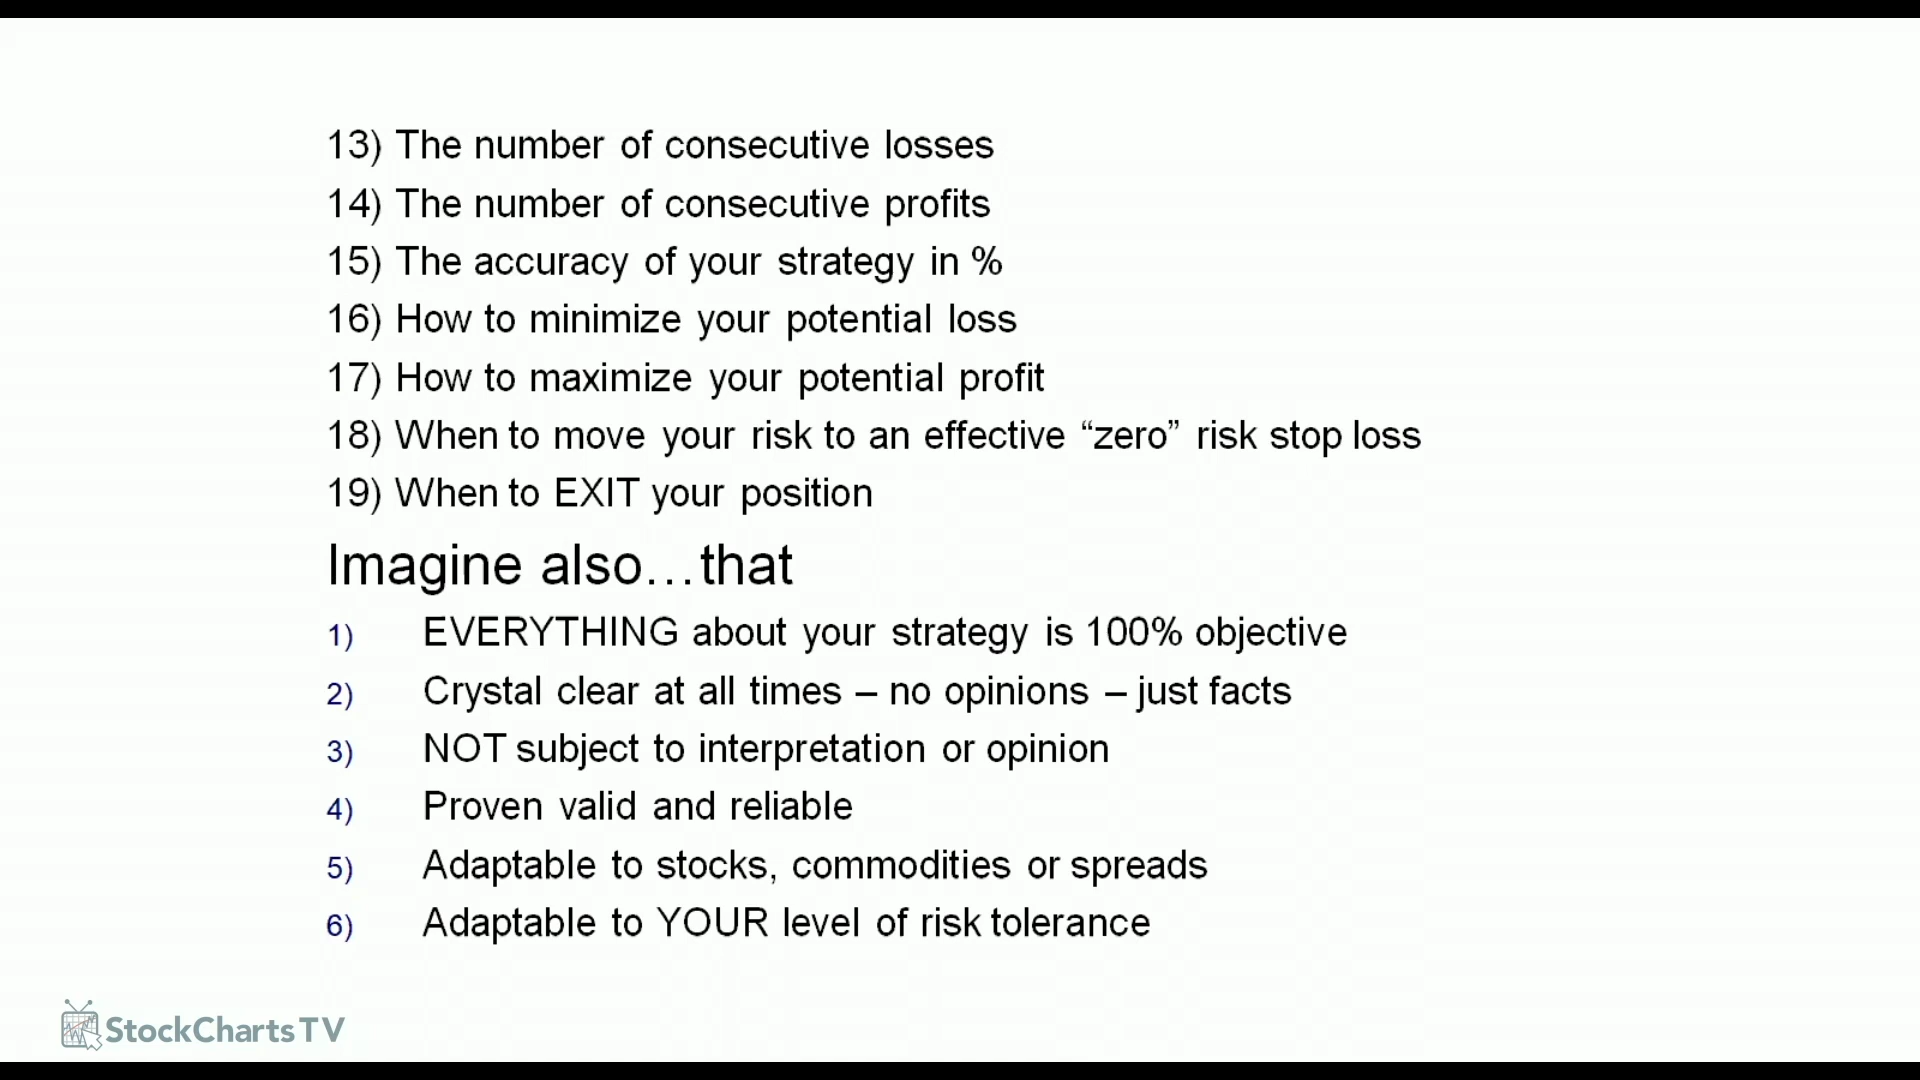 13) The number of consecutive losses
14) The number of consecutive profits
15) The accuracy of your strategy in %
16) How to minimize your potential loss
17) How to maximize your potential profit
18) When to move your risk to an effective “zero” risk stop loss
19) When to EXIT your position
Imagine also…that
1) EVERYTHING about your strategy is 100% objective
2) Crystal clear at all times – no opinions – just facts
3) NOT subject to interpretation or opinion
4) Proven valid and reliable
5) Adaptable to stocks, commodities or spreads
6) Adaptable to YOUR level of risk tolerance
StockCharts TV